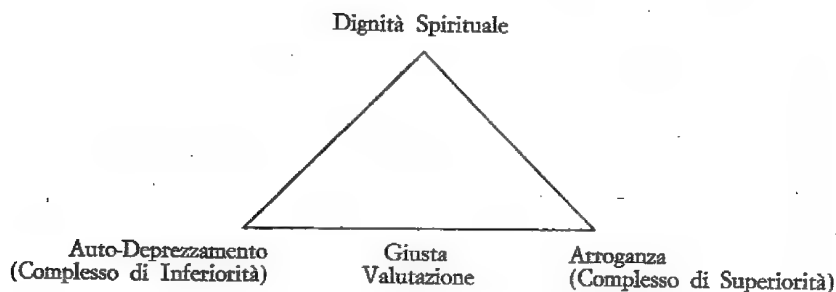 Dignità Spirituale
Auto-Deprezzamento
(Complesso di Inferiorità)
Giusta
Valutazione
Arroganza
(Complesso di Superiorità)